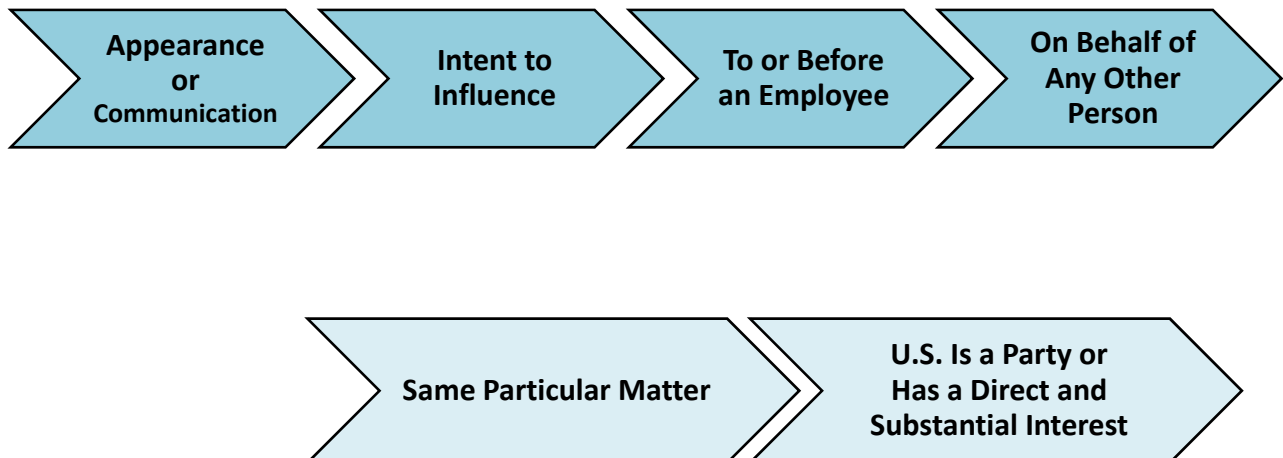 Appearance
or
Communication
Intent to
Influence
To or Before
an Employee
On Behalf of
Any Other
Person
Same Particular Matter
U.S. Is a Party or
Has a Direct and
Substantial Interest